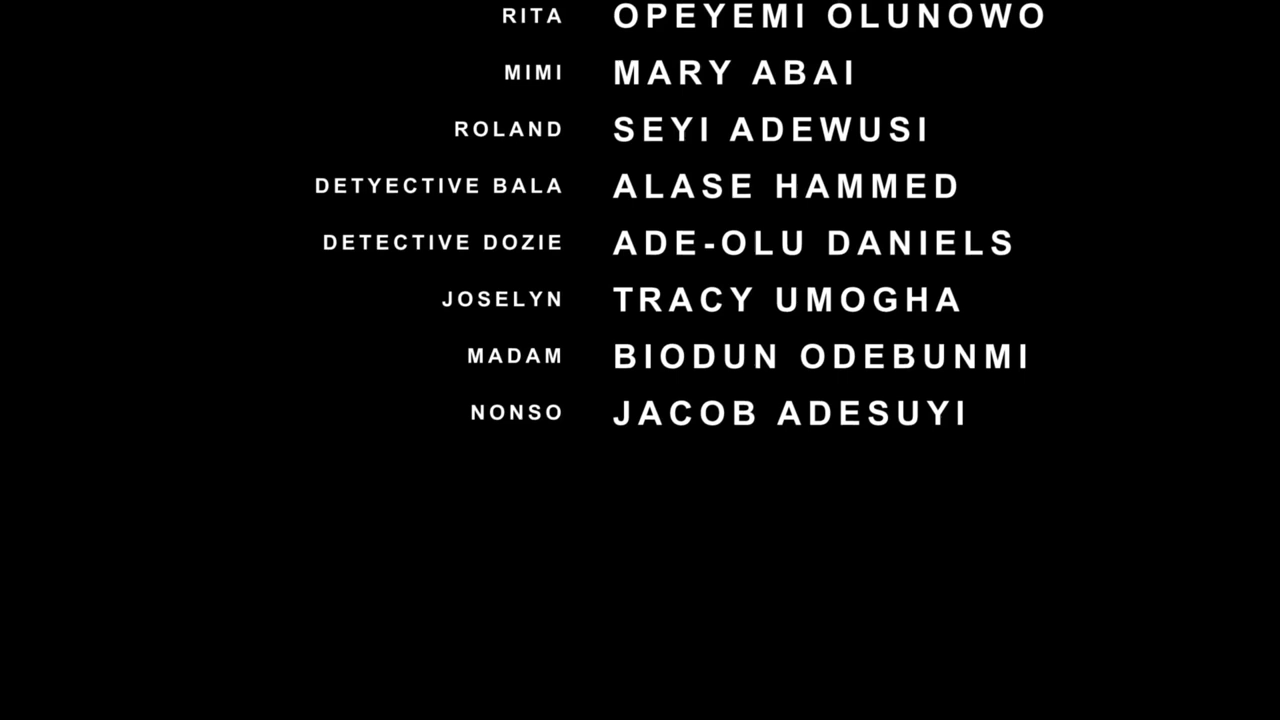 RITA OPEYEMI OLUNOWO
MIMI MARY ABAI
ROLAND SEYI ADEWUSI
DETYECTIVE BALA ALASE HAMMED
DETECTIVE DOZIE ADE-OLU DANIELS
JOSELYN TRACY UMOGHA
MADAM BIODUN ODEBUNMI
NONSO JACOB ADESUYI